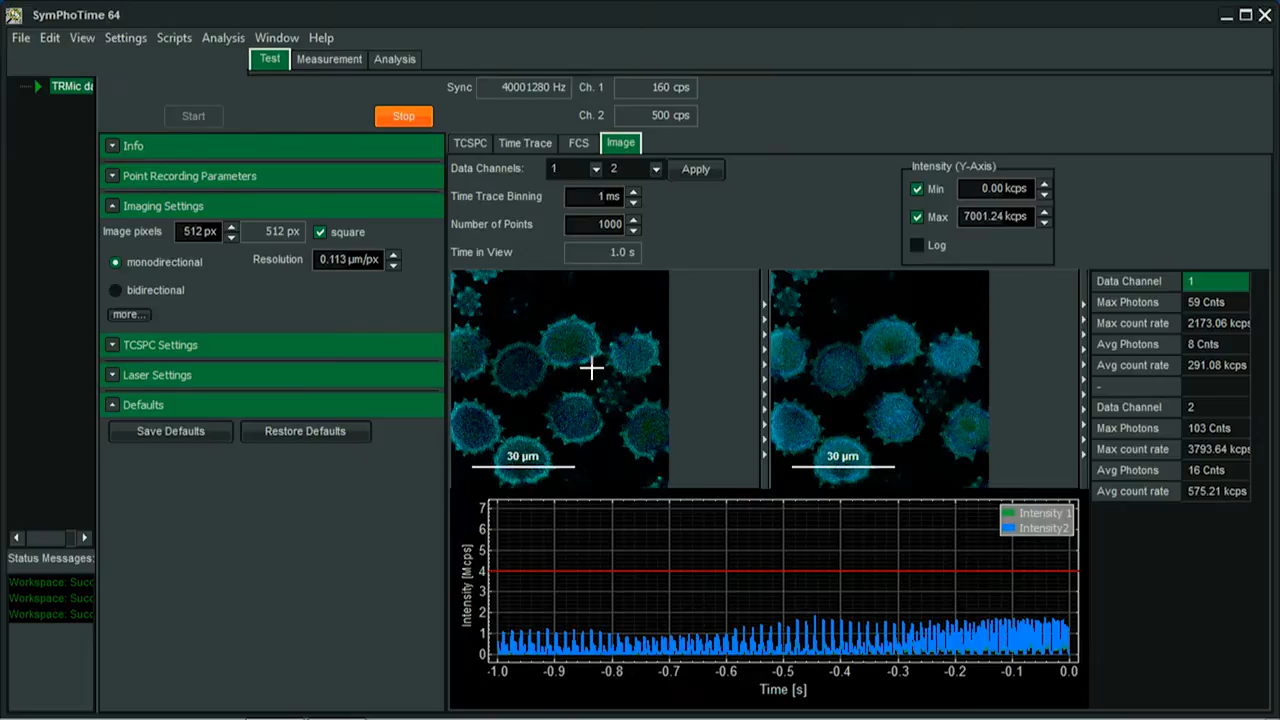 SymPhoTime 64
File Edit View Settings Scripts Analysis Window Help
Test Measurement Analysis
TRMic da
Sync 40001280 Hz Ch. 1 160 cps
Start Stop Ch. 2 500 cps
Info
Point Recording Parameters
Imaging Settings
Image pixels 512 px 512 px square
monodirectional Resolution 0.113 µm/px
bidirectional
more...
TCSPC Settings
Laser Settings
Defaults
Save Defaults Restore Defaults
TCSPC Time Trace FCS Image
Data Channels: 1 2 Apply
Time Trace Binning 1 ms
Number of Points 1000
Time in View 1.0 s
Intensity (Y-Axis)
Min 0.00 kcps
Max 7001.24 kcps
Log
30 µm 30 µm
Data Channel 1
Max Photons 59 Cnts
Max count rate 2173.06 kcps
Avg Photons 8 Cnts
Avg count rate 291.08 kcps
-
Data Channel 2
Max Photons 103 Cnts
Max count rate 3793.64 kcps
Avg Photons 16 Cnts
Avg count rate 575.21 kcps
Status Messages:
Workspace: Succ
Workspace: Succ
Workspace: Succ
Intensity [Mcps]
7
6
5
4
3
2
1
0
Intensity 1
Intensity2
-1.0 -0.9 -0.8 -0.7 -0.6 -0.5 -0.4 -0.3 -0.2 -0.1 0.0
Time [s]